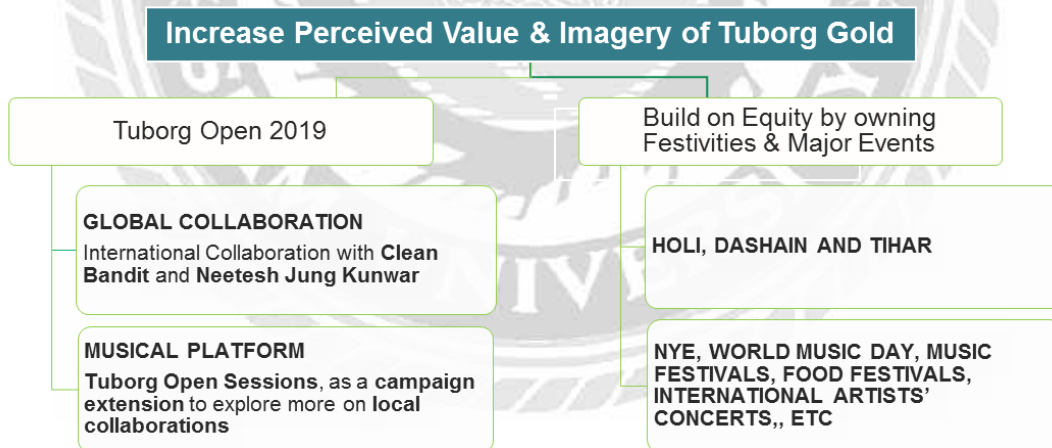 Increase Perceived Value & Imagery of Tuborg Gold
Tuborg Open 2019
GLOBAL COLLABORATION
International Collaboration with Clean
Bandit and Neetesh Jung Kunwar
MUSICAL PLATFORM
Tuborg Open Sessions, as a campaign
extension to explore more on local
collaborations
Build on Equity by owning
Festivities & Major Events
HOLI, DASHAIN AND TIHAR
NYE, WORLD MUSIC DAY, MUSIC
FESTIVALS, FOOD FESTIVALS,
INTERNATIONAL ARTISTS'
CONCERTS,, ETC